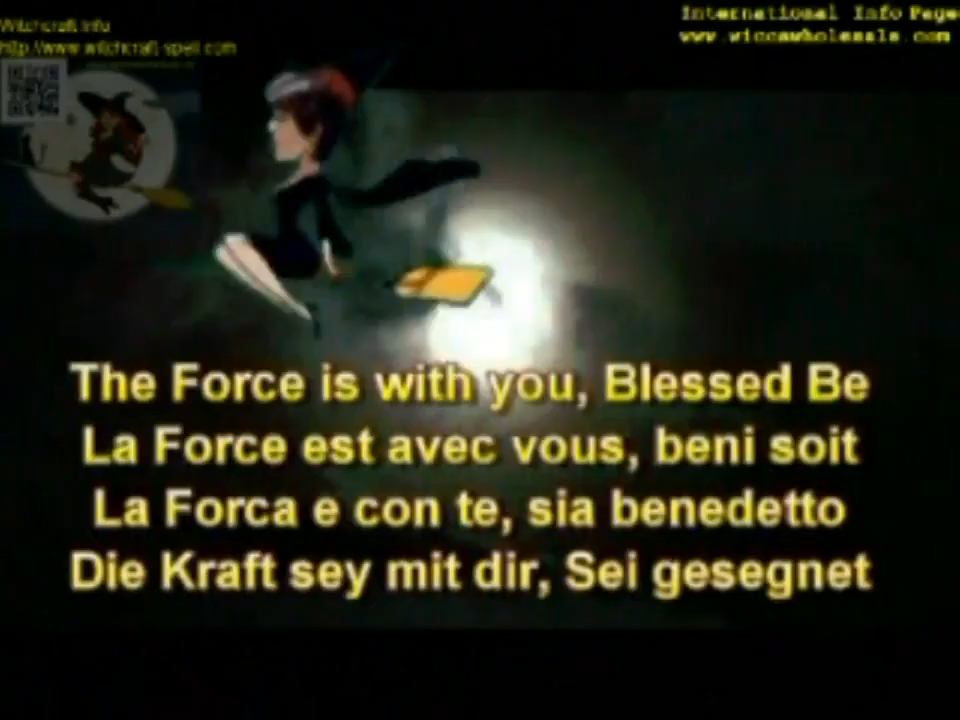 Witchcraft Info
http://www.witchcraft-spell.com
International Info Page
www.wiccawholesale.com
The Force is with you, Blessed Be
La Force est avec vous, beni soit
La Forca e con te, sia benedetto
Die Kraft sey mit dir, Sei gesegnet